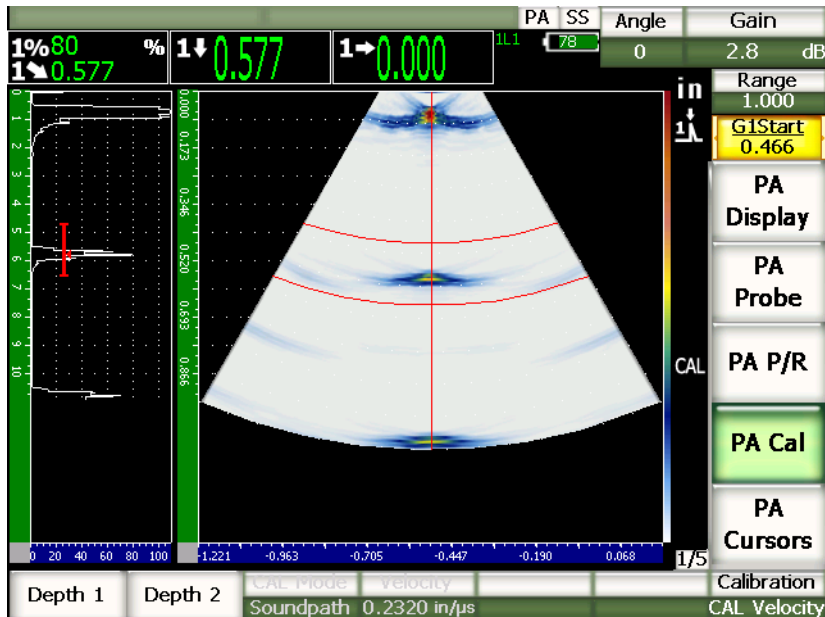 PA SS Angle Gain
1%80 %
1 0.577
1 0.577
1 0.000
1L1 78
0 2.8 dB
in
Range
1.000
G1Start
0.466
PA
Display
PA
Probe
PA P/R
PA Cal
PA
Cursors
1
CAL
0 1 2 3 4 5 6 7 8 9 10
0.000 0.173 0.346 0.520 0.693 0.866
0 20 40 60 80 100
-1.221 -0.963 -0.705 -0.447 -0.190 0.068
1/5
Depth 1 Depth 2
CAL Mode Velocity Calibration
Soundpath 0.2320 in/µs CAL Velocity